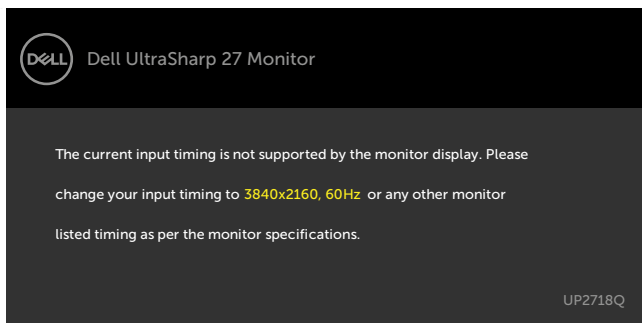 DELL
Dell UltraSharp 27 Monitor
The current input timing is not supported by the monitor display. Please
change your input timing to 3840x2160, 60Hz or any other monitor
listed timing as per the monitor specifications.
UP2718Q